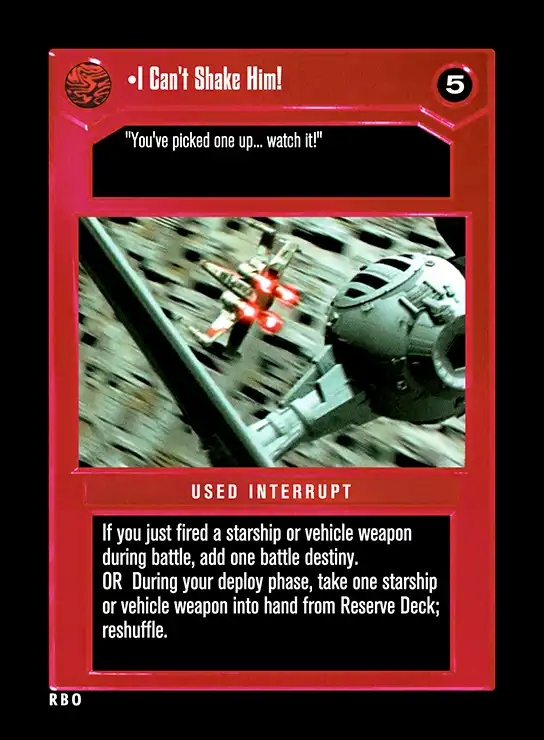 •I Can't Shake Him!
5
"You've picked one up... watch it!"
USED INTERRUPT
If you just fired a starship or vehicle weapon
during battle, add one battle destiny.
OR During your deploy phase, take one starship
or vehicle weapon into hand from Reserve Deck;
reshuffle.
RBO